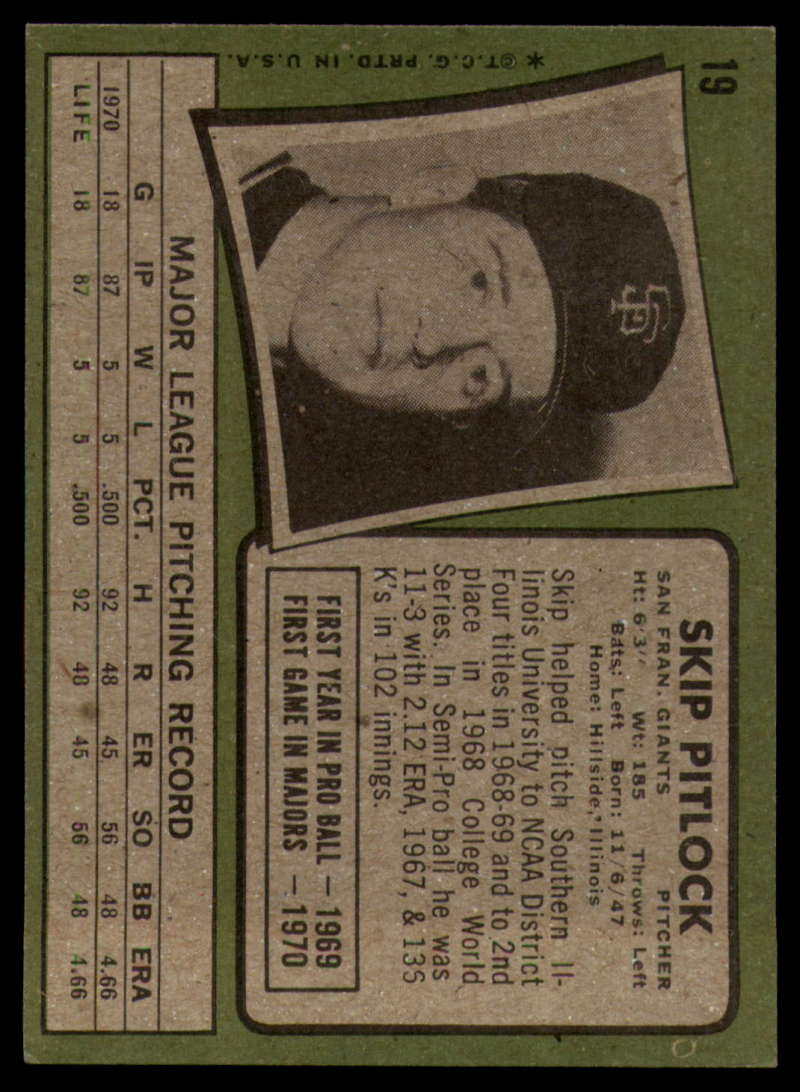 19
SF
SKIP PITLOCK
SAN FRAN. GIANTS PITCHER
Ht: 6'3" Wt: 185 Throws: Left
Bats: Left Born: 11/6/47
Home: Hillside, Illinois
Skip helped pitch Southern Il-
linois University to NCAA District
Four titles in 1968-69 and to 2nd
place in 1968 College World
Series. In Semi-Pro ball he was
11-3 with 2.12 ERA, 1967, & 135
K's in 102 innings.
FIRST YEAR IN PRO BALL — 1969
FIRST GAME IN MAJORS — 1970
MAJOR LEAGUE PITCHING RECORD
G IP W L PCT. H R ER SO BB ERA
1970 18 87 5 5 .500 92 48 45 56 48 4.66
LIFE 18 87 5 5 .500 92 48 45 56 48 4.66
* © T.C.G. PRTD. IN U.S.A.